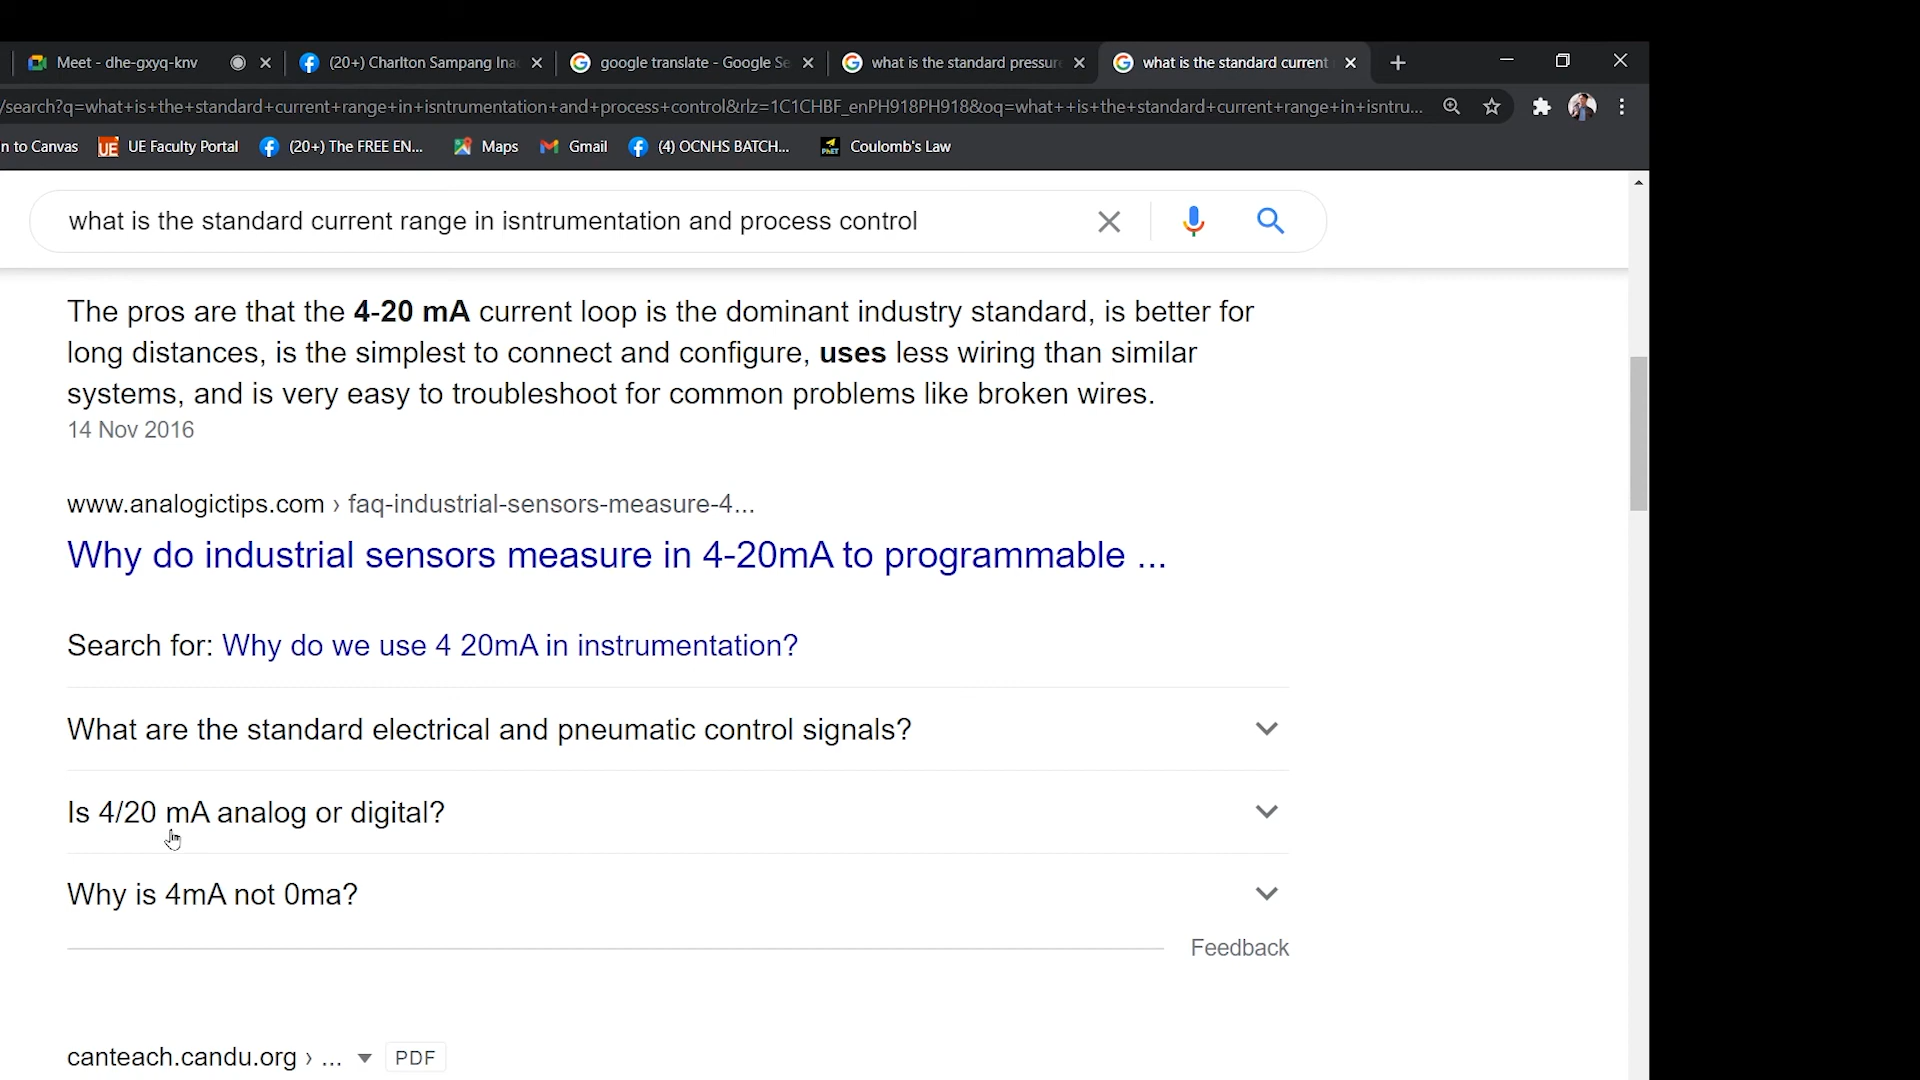 Meet - dhe-gxyq-knv
(20+) Charlton Sampang Ina
google translate - Google Se
what is the standard pressure
what is the standard current
/search?q=what+is+the+standard+current+range+in+isntrumentation+and+process+control&rlz=1C1CHBF_enPH918PH918&oq=what++is+the+standard+current+range+in+isntru...
n to Canvas
UE UE Faculty Portal
(20+) The FREE EN...
Maps
Gmail
(4) OCNHS BATCH...
PhET Coulomb's Law
what is the standard current range in isntrumentation and process control
The pros are that the 4-20 mA current loop is the dominant industry standard, is better for
long distances, is the simplest to connect and configure, uses less wiring than similar
systems, and is very easy to troubleshoot for common problems like broken wires.
14 Nov 2016
www.analogictips.com › faq-industrial-sensors-measure-4...
Why do industrial sensors measure in 4-20mA to programmable ...
Search for: Why do we use 4 20mA in instrumentation?
What are the standard electrical and pneumatic control signals?
Is 4/20 mA analog or digital?
Why is 4mA not 0ma?
Feedback
canteach.candu.org › ... PDF